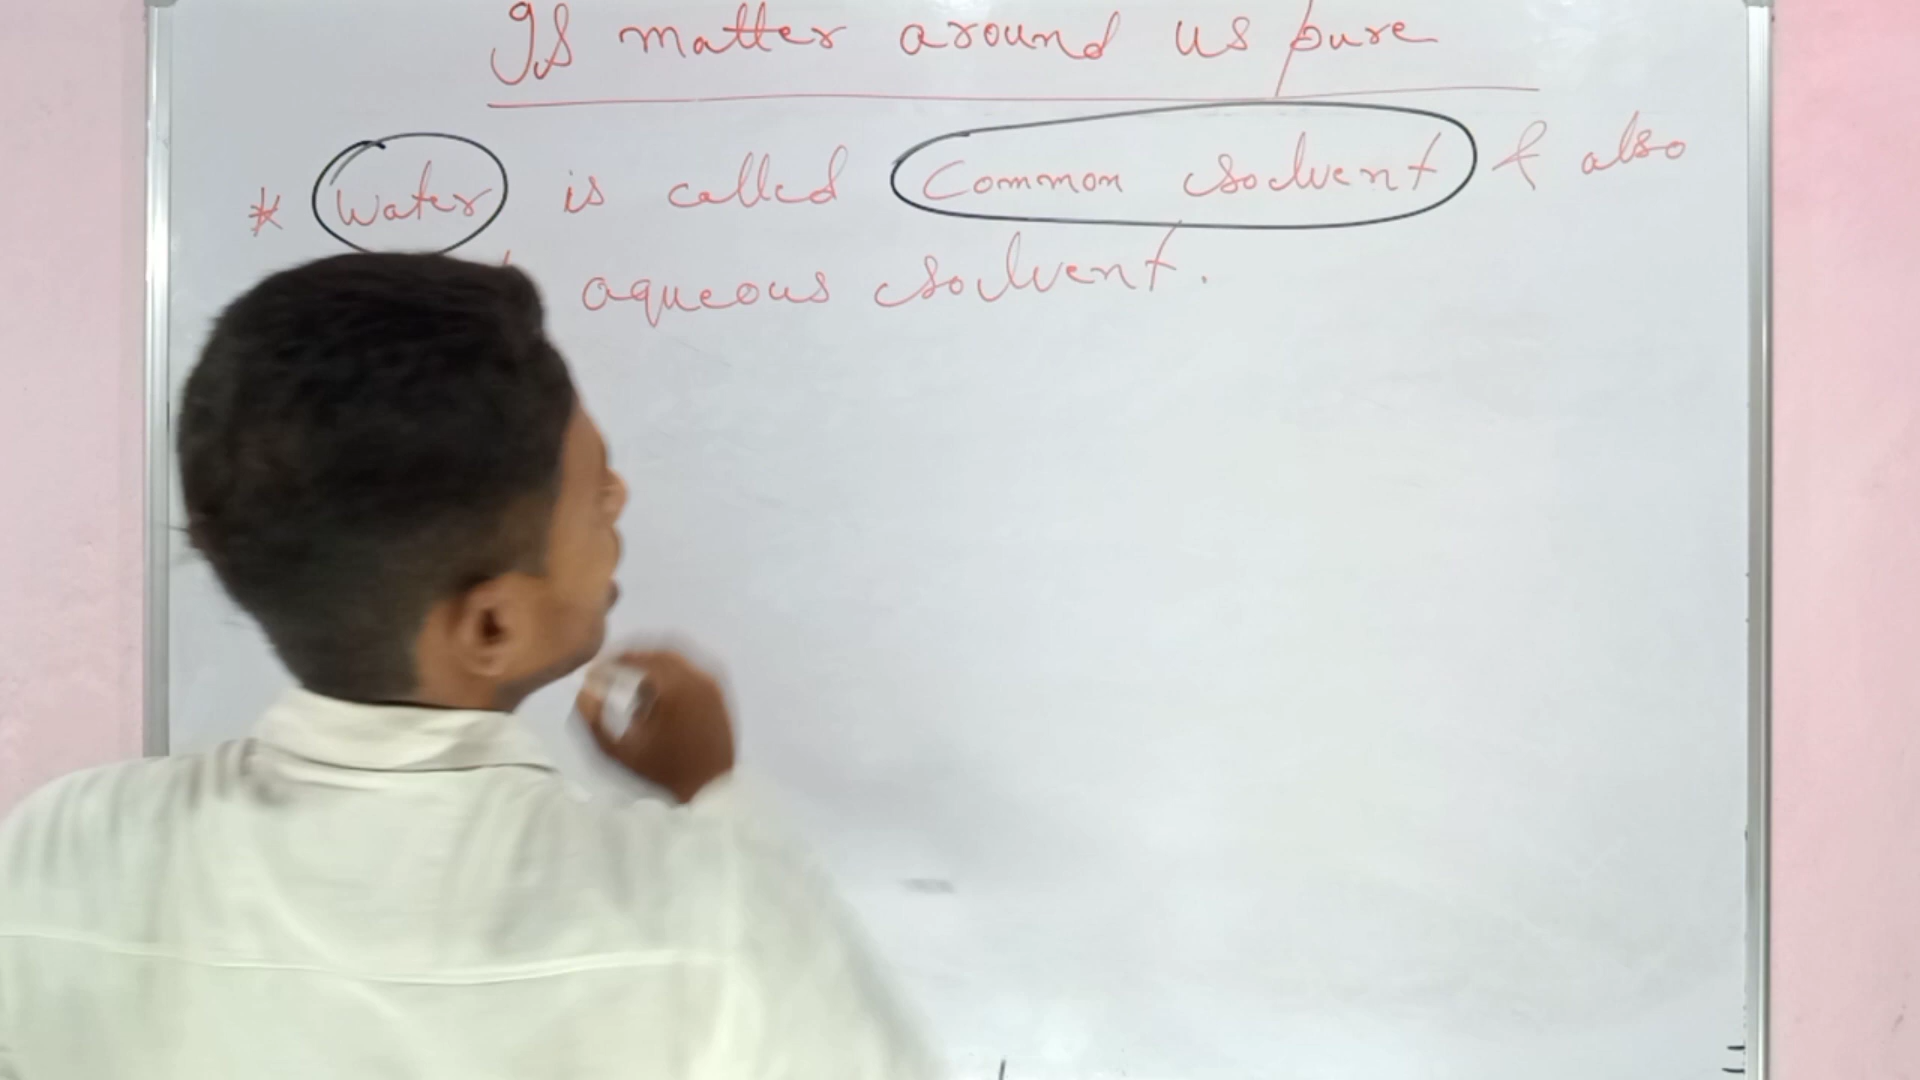 Is matter around us pure
* Water is called Common solvent & also
aqueous solvent.